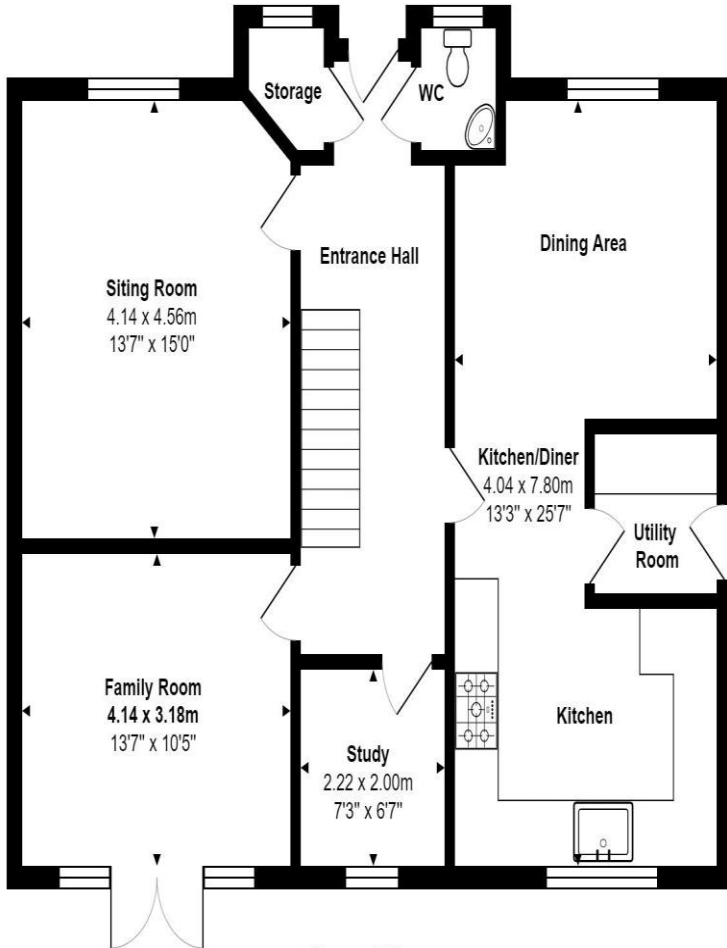 Storage
WC
Entrance Hall
Dining Area
Siting Room
4.14 x 4.56m
13'7" x 15'0"
Kitchen/Diner
4.04 x 7.80m
13'3" x 25'7"
Utility
Room
Family Room
4.14 x 3.18m
13'7" x 10'5"
Study
2.22 x 2.00m
7'3" x 6'7"
Kitchen